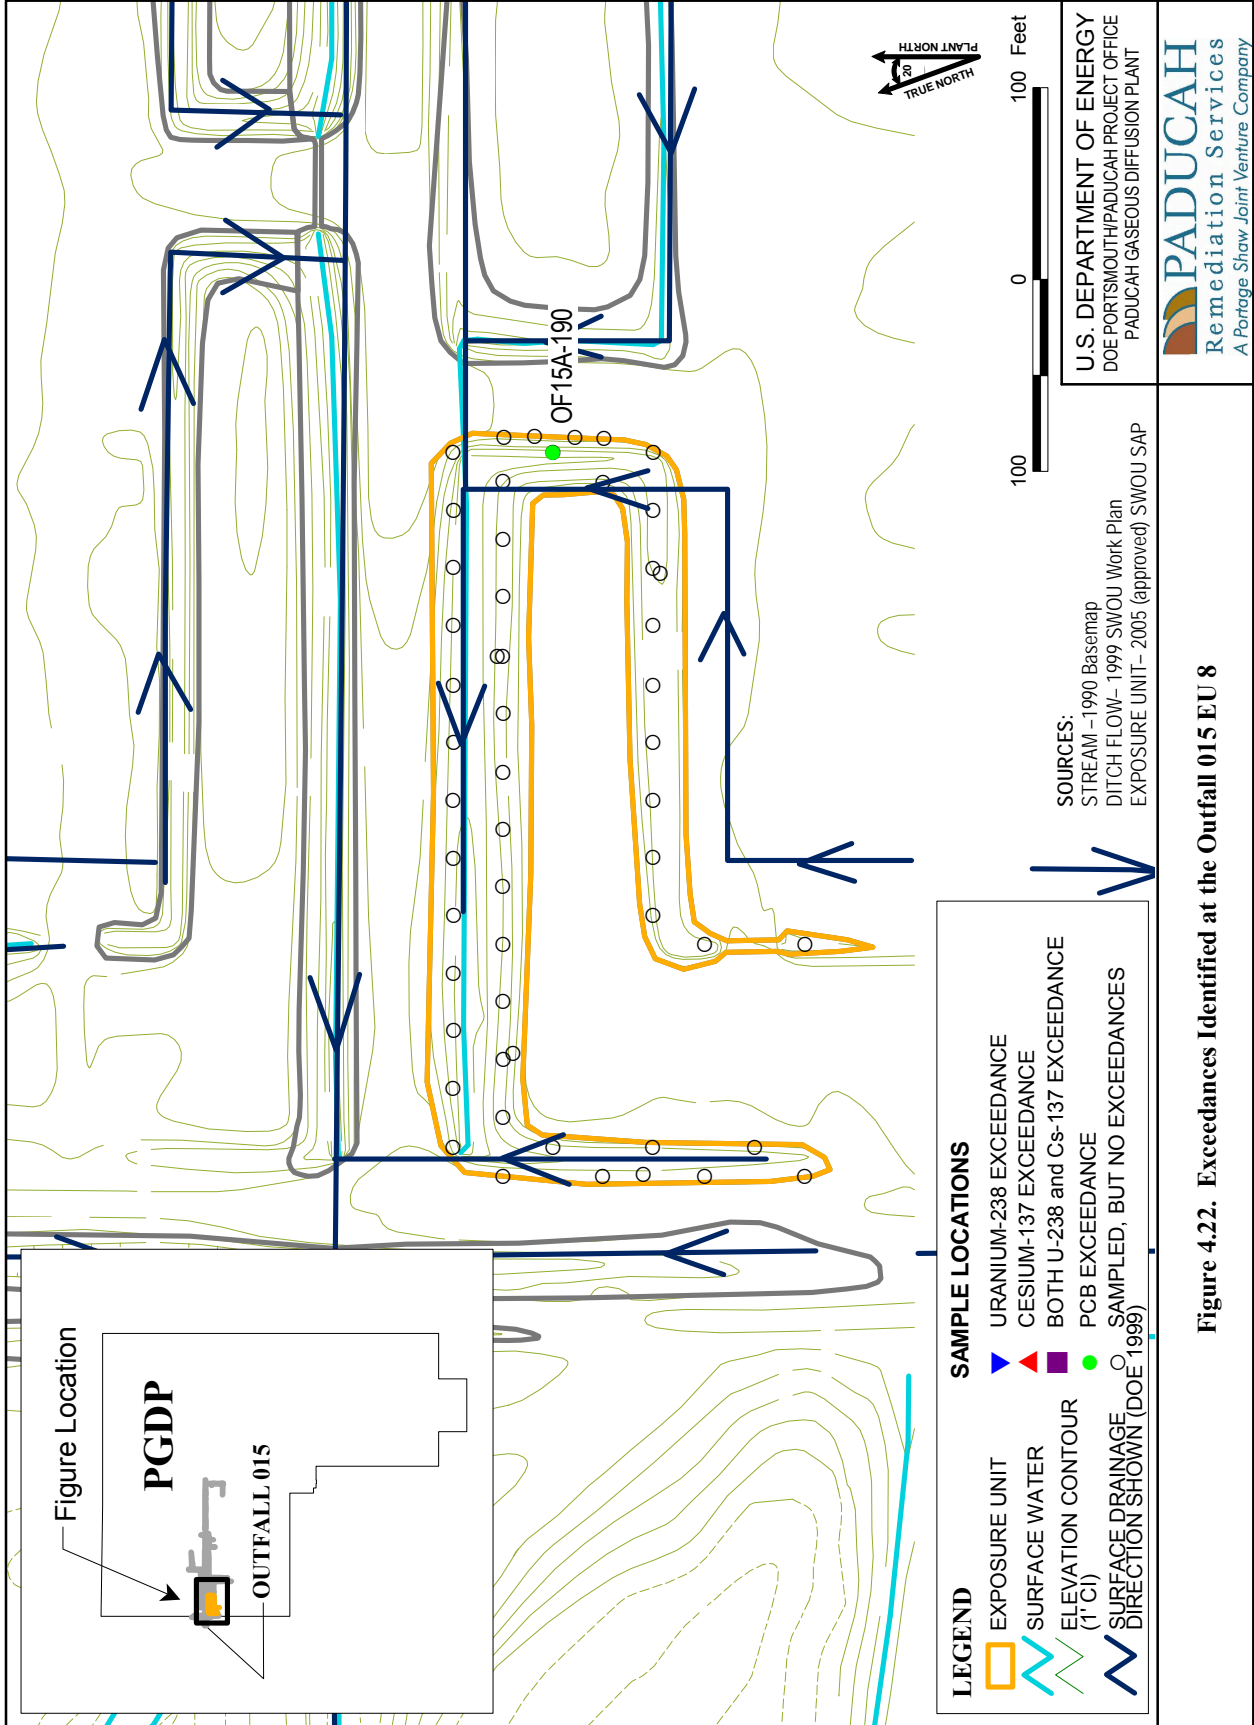 Figure Location
PGDP
OUTFALL 015
OF15A-190
PLANT NORTH
20
TRUE NORTH
100
0
100 Feet
SOURCES:
STREAM – 1990 Basemap
DITCH FLOW– 1999 SWOU Work Plan
EXPOSURE UNIT– 2005 (approved) SWOU SAP
LEGEND
EXPOSURE UNIT
SURFACE WATER
ELEVATION CONTOUR
(1' CI)
SURFACE DRAINAGE
DIRECTION SHOWN (DOE 1999)
SAMPLE LOCATIONS
URANIUM-238 EXCEEDANCE
CESIUM-137 EXCEEDANCE
BOTH U-238 and Cs-137 EXCEEDANCE
PCB EXCEEDANCE
SAMPLED, BUT NO EXCEEDANCES
U.S. DEPARTMENT OF ENERGY
DOE PORTSMOUTH/PADUCAH PROJECT OFFICE
PADUCAH GASEOUS DIFFUSION PLANT
PADUCAH
Remediation Services
A Portage Shaw Joint Venture Company
Figure 4.22. Exceedances Identified at the Outfall 015 EU 8